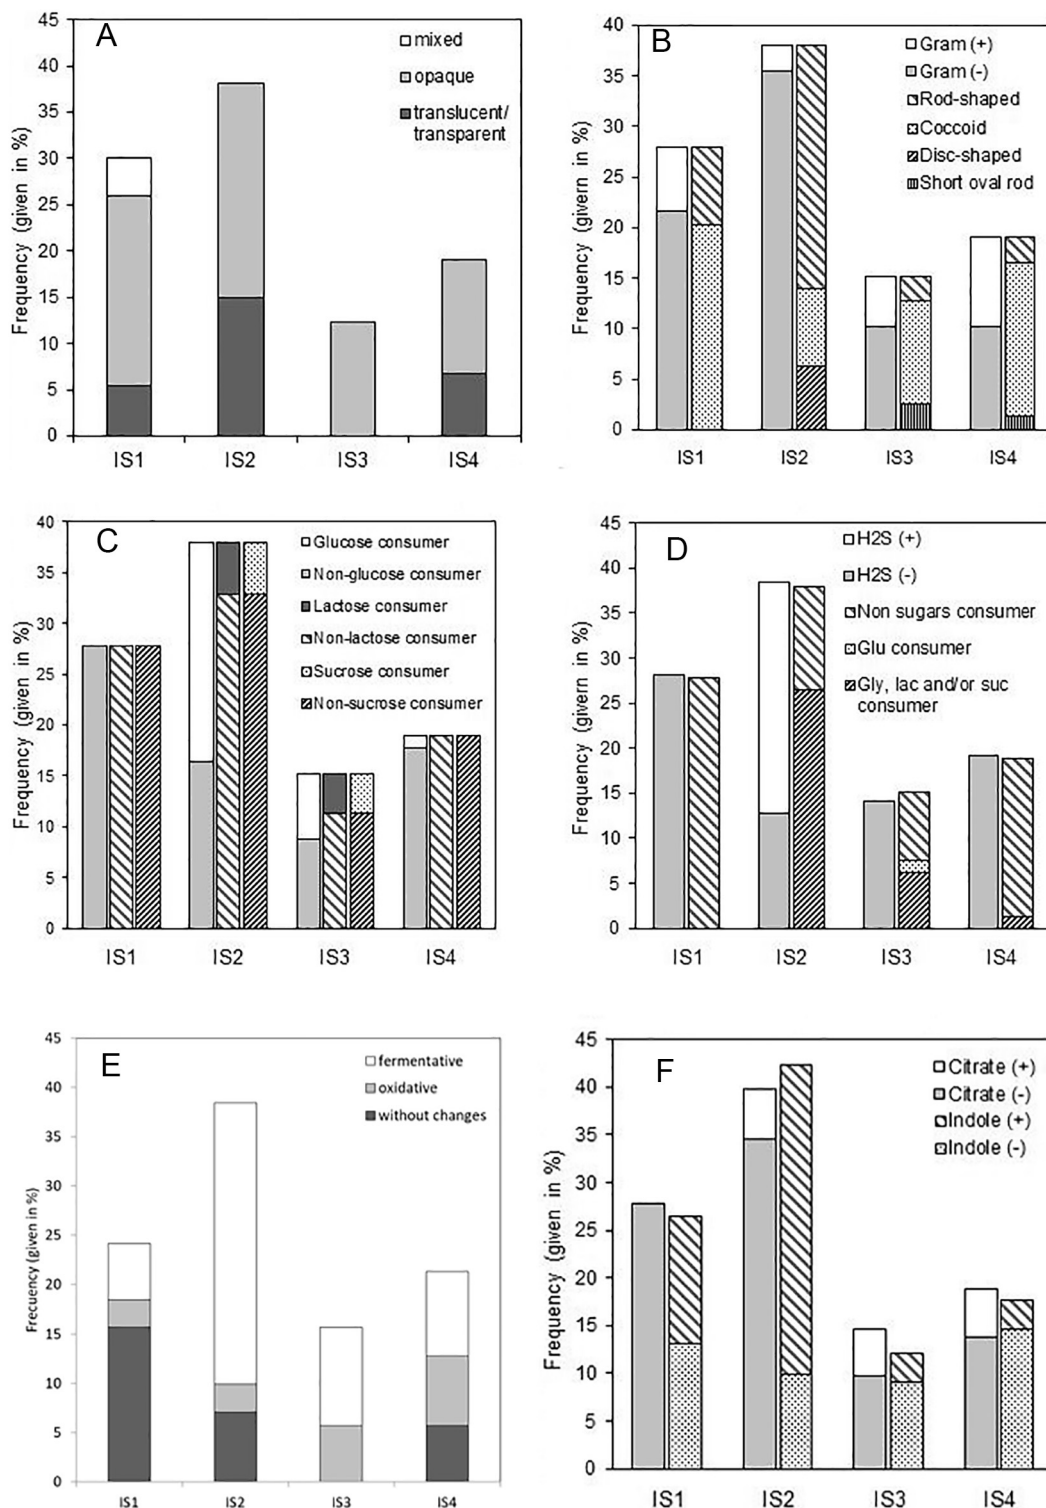 A
mixed
opaque
translucent/
transparent
Frequency (given in %)
45
40
35
30
25
20
15
10
5
0
IS1 IS2 IS3 IS4
B
Gram (+)
Gram (-)
Rod-shaped
Coccoid
Disc-shaped
Short oval rod
Frequency (givern in %)
40
35
30
25
20
15
10
5
0
IS1 IS2 IS3 IS4
C
Glucose consumer
Non-glucose consumer
Lactose consumer
Non-lactose consumer
Sucrose consumer
Non-sucrose consumer
Frequency (given in %)
40
35
30
25
20
15
10
5
0
IS1 IS2 IS3 IS4
D
H2S (+)
H2S (-)
Non sugars consumer
Glu consumer
Gly, lac and/or suc
consumer
Frequency (givern in %)
45
40
35
30
25
20
15
10
5
0
IS1 IS2 IS3 IS4
E
fermentative
oxidative
without changes
Frecuency (given in %)
45
40
35
30
25
20
15
10
5
0
IS1 IS2 IS3 IS4
F
Citrate (+)
Citrate (-)
Indole (+)
Indole (-)
Frequency (given in %)
45
40
35
30
25
20
15
10
5
0
IS1 IS2 IS3 IS4